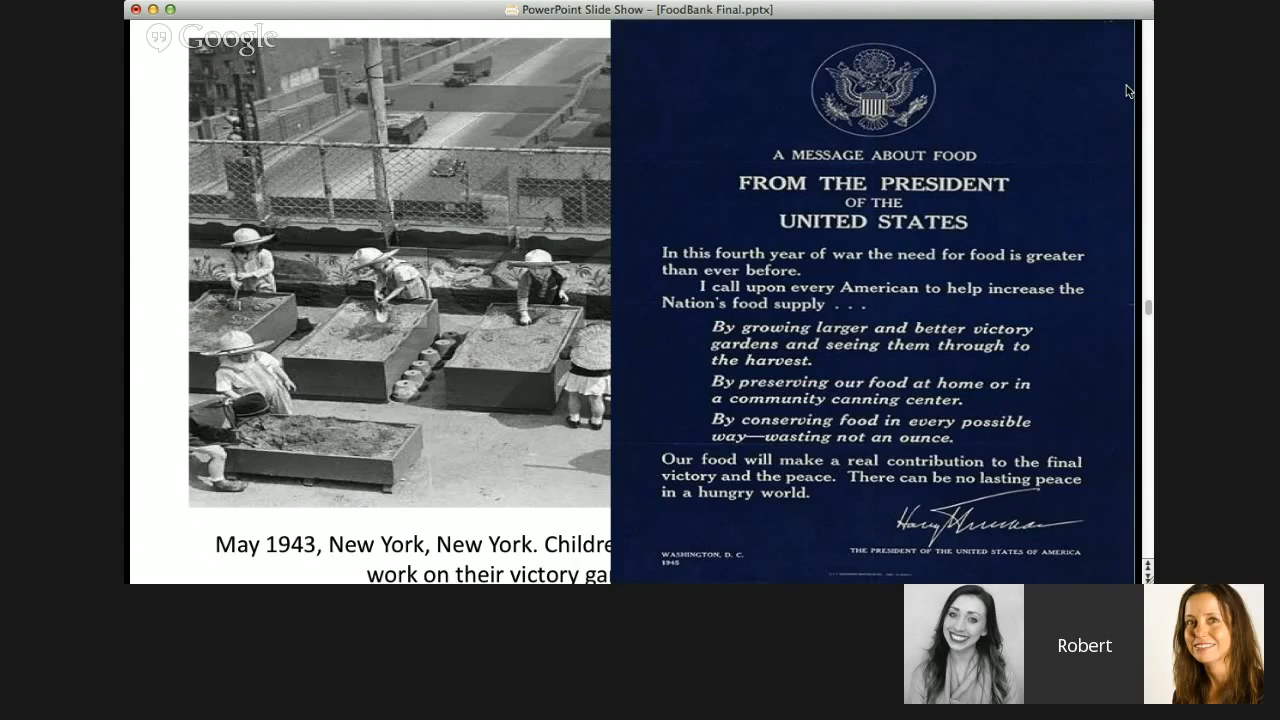 PowerPoint Slide Show – [FoodBank Final.pptx]
Google
A MESSAGE ABOUT FOOD
FROM THE PRESIDENT
OF THE
UNITED STATES
In this fourth year of war the need for food is greater
than ever before.
I call upon every American to help increase the
Nation's food supply . . .
By growing larger and better victory
gardens and seeing them through to
the harvest.
By preserving our food at home or in
a community canning center.
By conserving food in every possible
way—wasting not an ounce.
Our food will make a real contribution to the final
victory and the peace. There can be no lasting peace
in a hungry world.
Harry Truman
THE PRESIDENT OF THE UNITED STATES OF AMERICA
WASHINGTON, D. C.
1945
May 1943, New York, New York. Childre
work on their victory ga
Robert